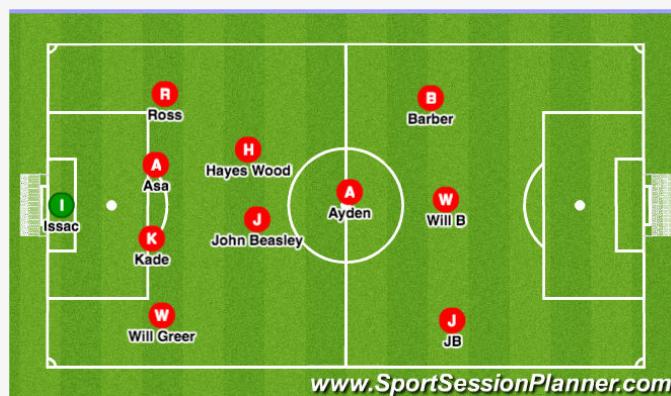 R
Ross
B
Barber
H
Hayes Wood
A
Asa
A
Ayden
W
Will B
I
Issac
J
John Beasley
K
Kade
W
Will Greer
J
JB
www.SportSessionPlanner.com